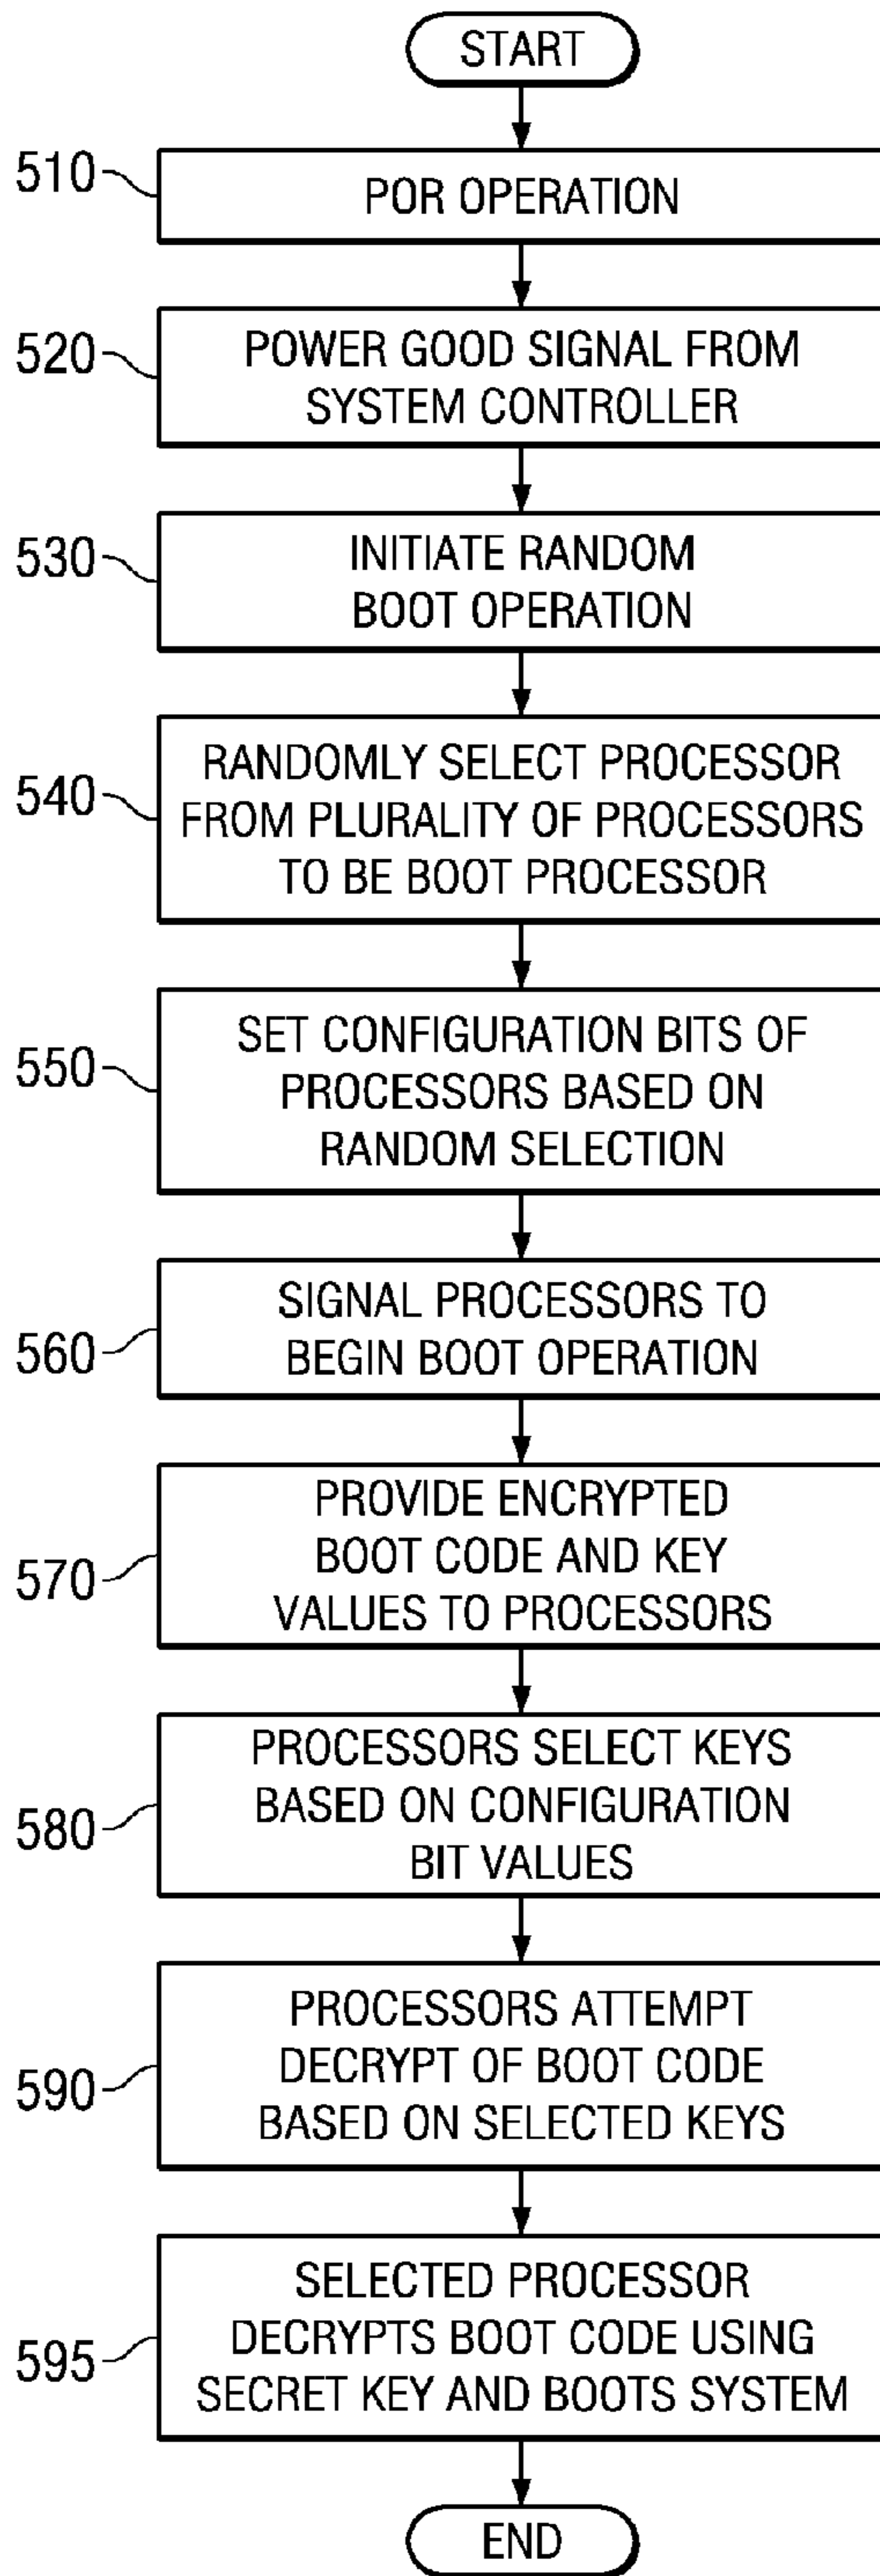 START
510
POR OPERATION
520
POWER GOOD SIGNAL FROM
SYSTEM CONTROLLER
530
INITIATE RANDOM
BOOT OPERATION
540
RANDOMLY SELECT PROCESSOR
FROM PLURALITY OF PROCESSORS
TO BE BOOT PROCESSOR
550
SET CONFIGURATION BITS OF
PROCESSORS BASED ON
RANDOM SELECTION
560
SIGNAL PROCESSORS TO
BEGIN BOOT OPERATION
570
PROVIDE ENCRYPTED
BOOT CODE AND KEY
VALUES TO PROCESSORS
580
PROCESSORS SELECT KEYS
BASED ON CONFIGURATION
BIT VALUES
590
PROCESSORS ATTEMPT
DECRYPT OF BOOT CODE
BASED ON SELECTED KEYS
595
SELECTED PROCESSOR
DECRYPTS BOOT CODE USING
SECRET KEY AND BOOTS SYSTEM
END